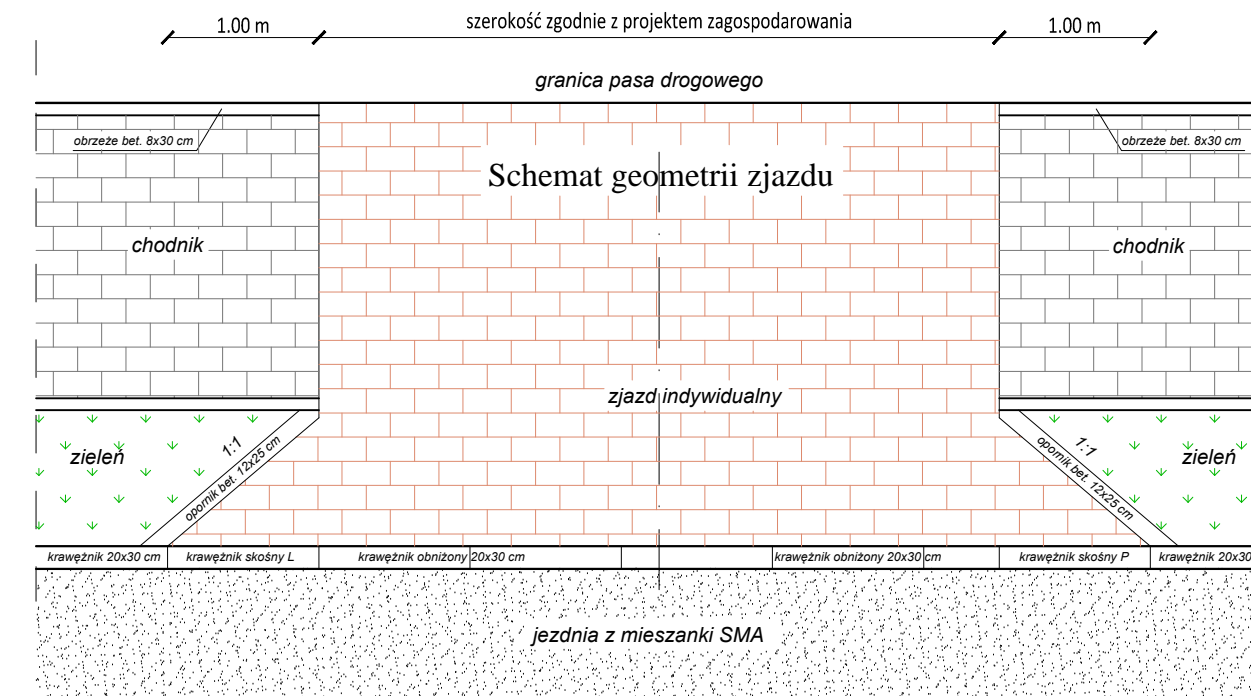 1.00 m
szerokość zgodnie z projektem zagospodarowania
1.00 m
granica pasa drogowego
obrzeże bet. 8x30 cm
obrzeże bet. 8x30 cm
Schemat geometrii zjazdu
chodnik
chodnik
zjazd indywidualny
zieleń
1:1
opornik bet. 12x25 cm
1:1
opornik bet. 12x25 cm
zieleń
krawężnik 20x30 cm
krawężnik skośny L
krawężnik obniżony 20x30 cm
krawężnik obniżony 20x30 cm
krawężnik skośny P
krawężnik 20x30
jezdnia z mieszanki SMA